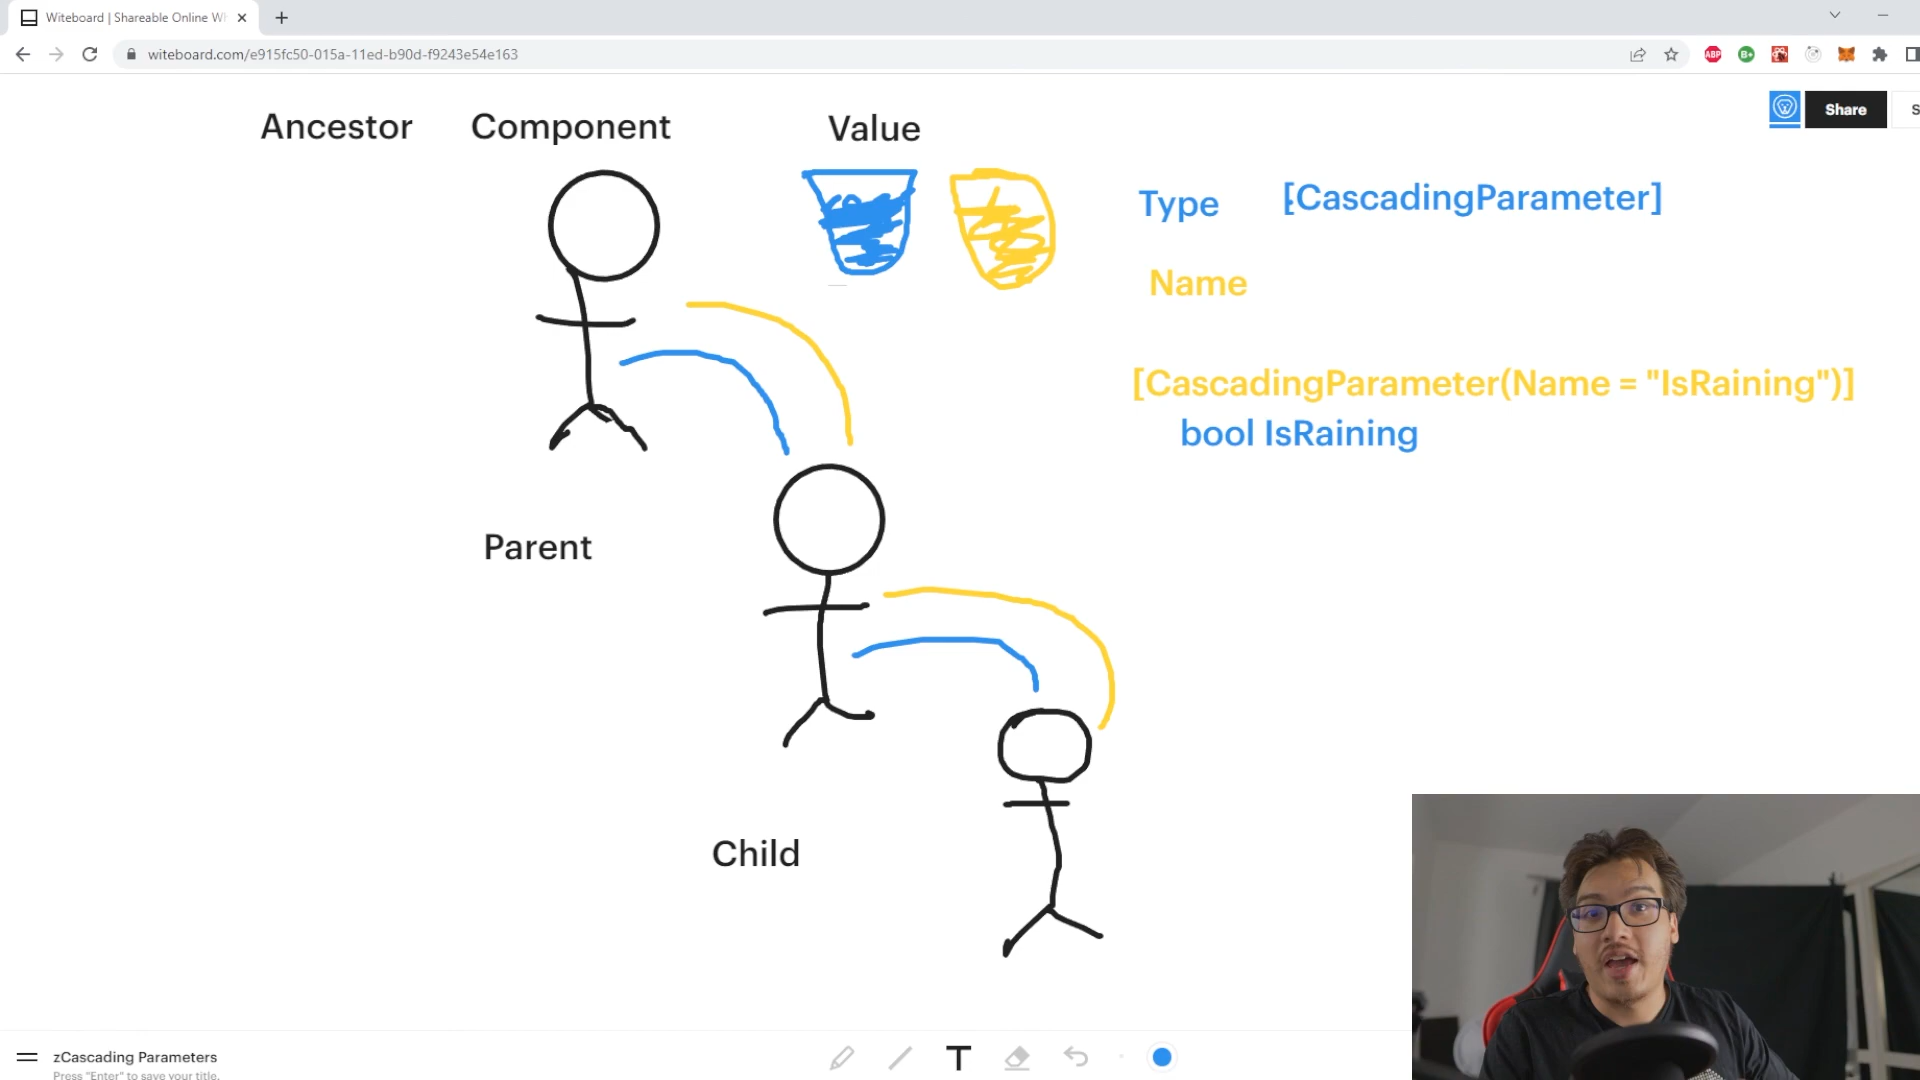 Witeboard | Shareable Online Wh
witeboard.com/e915fc50-015a-11ed-b90d-f9243e54e163
ABP
B+
Share
S
Ancestor Component Value
Type [CascadingParameter]
Name
[CascadingParameter(Name = "IsRaining")]
bool IsRaining
Parent
Child
zCascading Parameters
Press "Enter" to save your title.
T